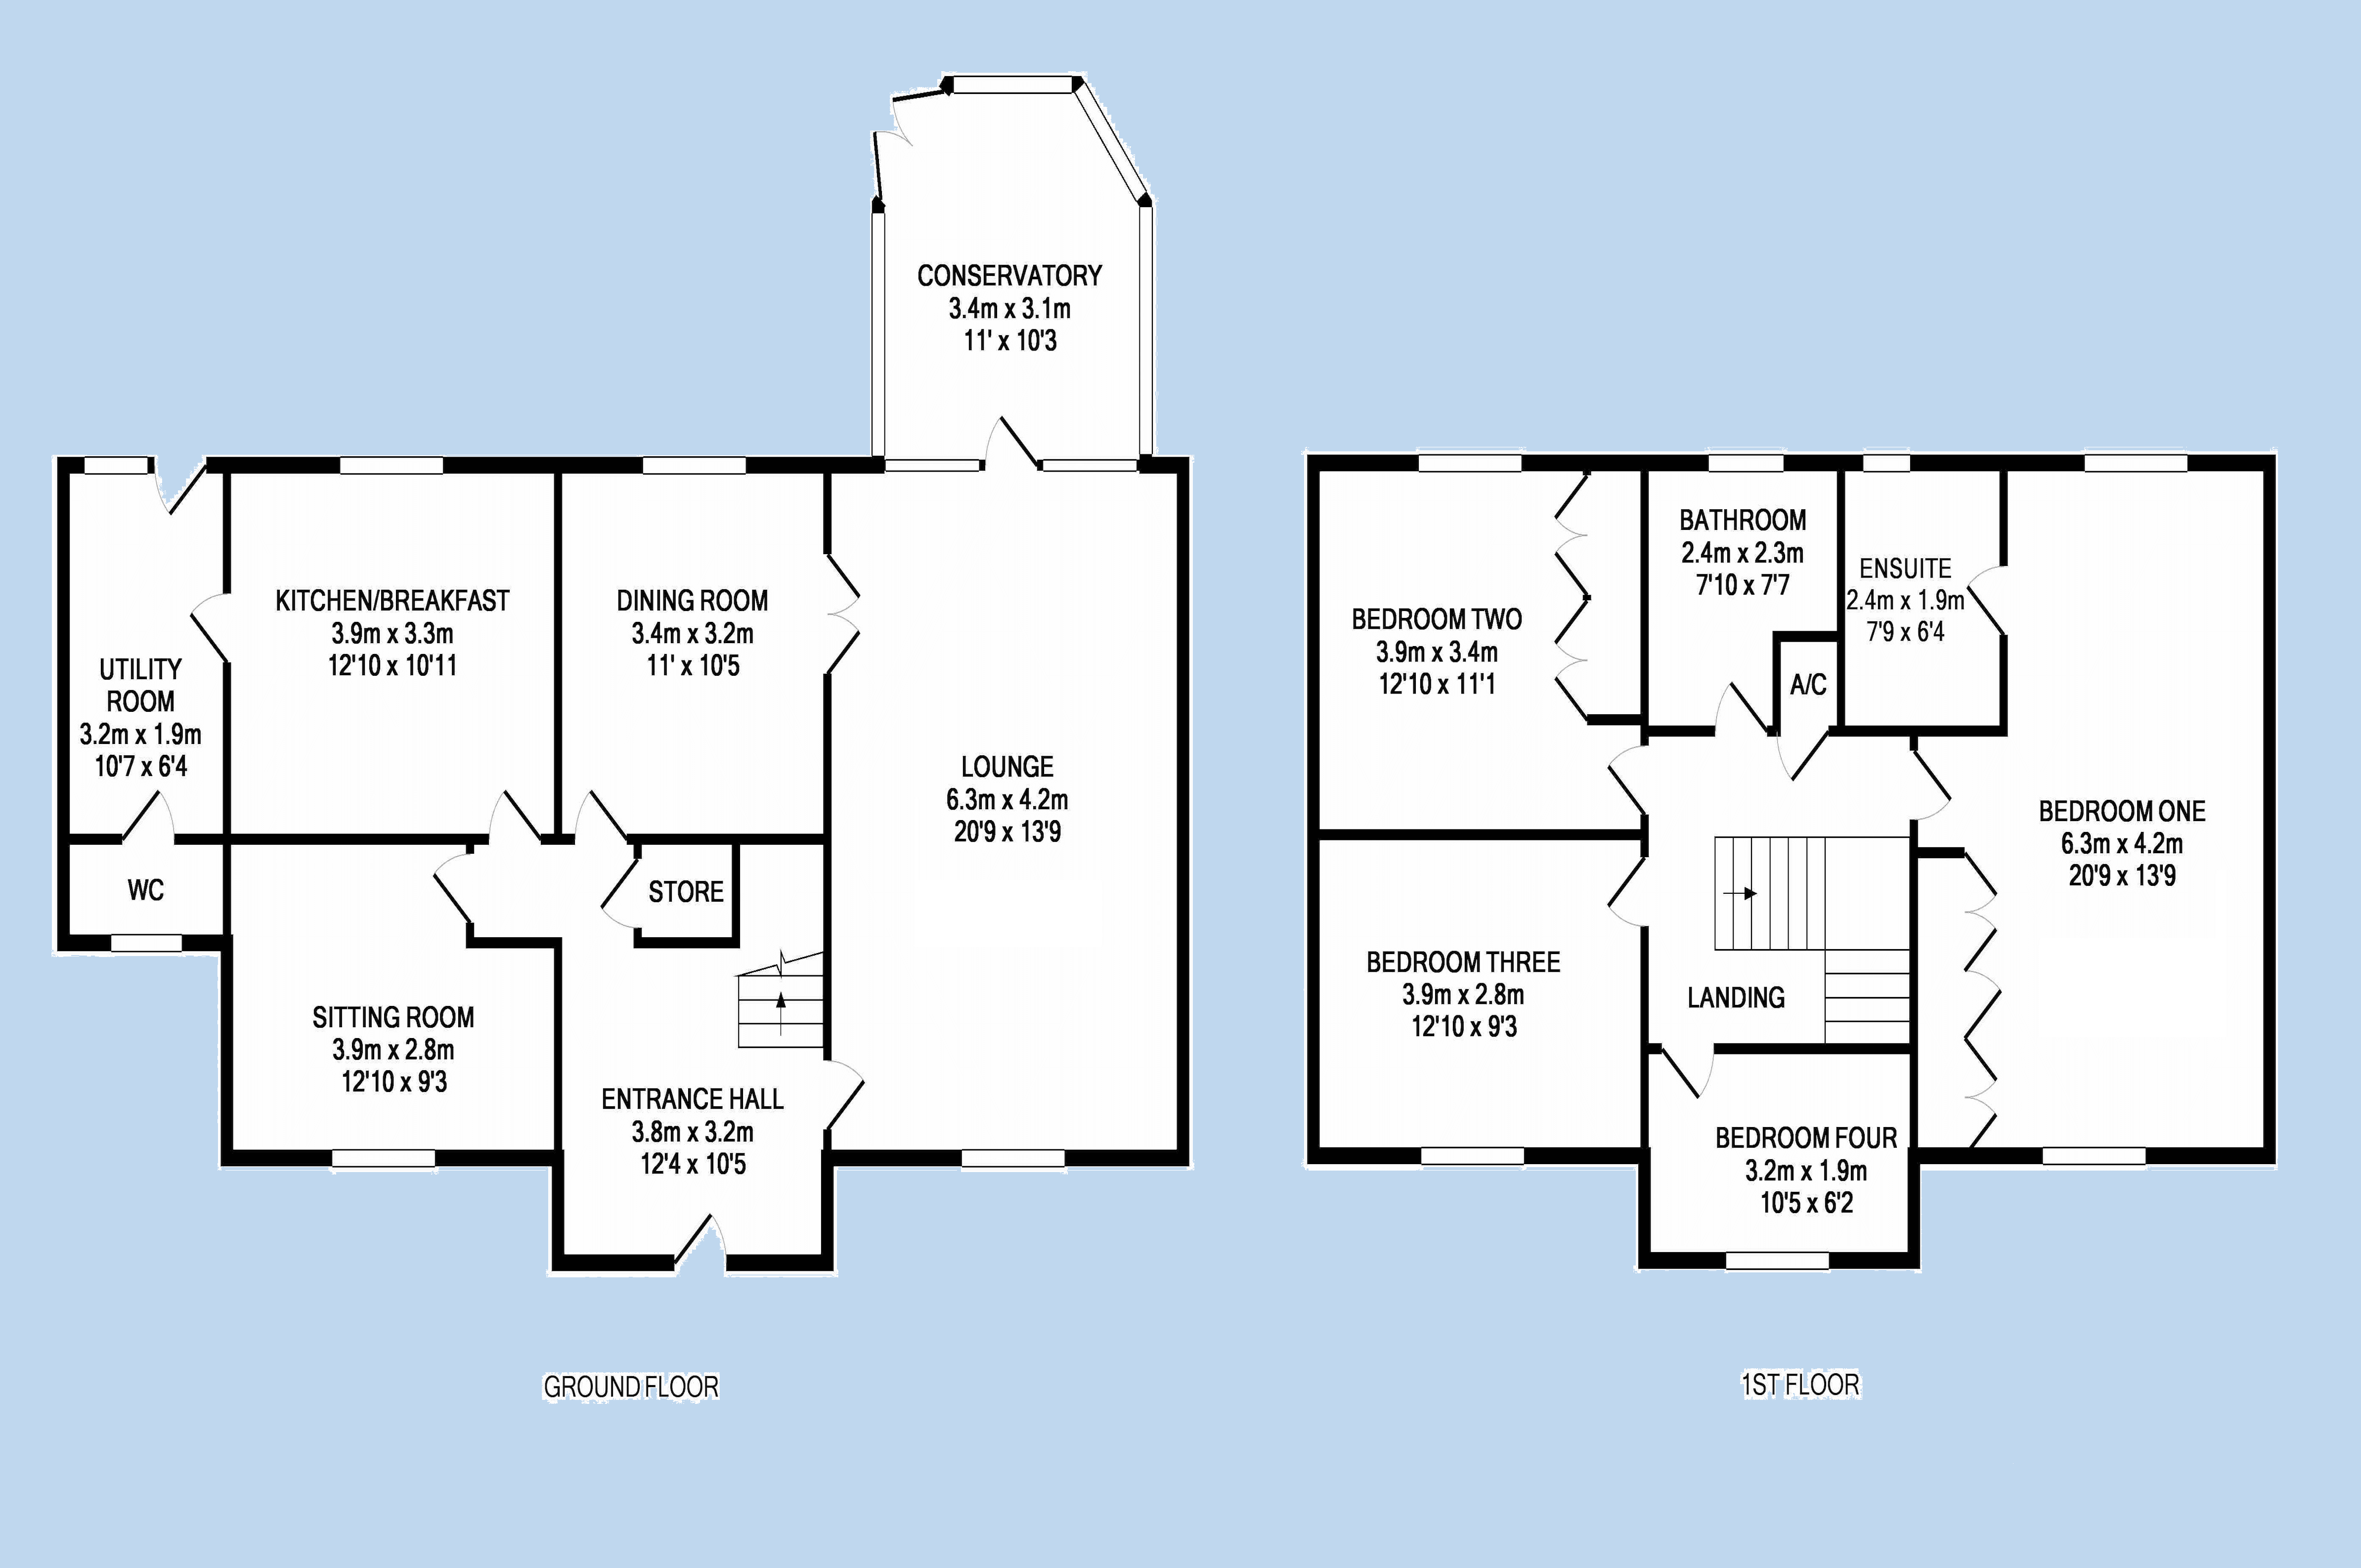 CONSERVATORY
3.4m x 3.1m
11' x 10'3
KITCHEN/BREAKFAST
3.9m x 3.3m
12'10 x 10'11
DINING ROOM
3.4m x 3.2m
11' x 10'5
UTILITY
ROOM
3.2m x 1.9m
10'7 x 6'4
LOUNGE
6.3m x 4.2m
20'9 x 13'9
WC
STORE
SITTING ROOM
3.9m x 2.8m
12'10 x 9'3
ENTRANCE HALL
3.8m x 3.2m
12'4 x 10'5
GROUND FLOOR
BEDROOM TWO
3.9m x 3.4m
12'10 x 11'1
BATHROOM
2.4m x 2.3m
7'10 x 7'7
ENSUITE
2.4m x 1.9m
7'9 x 6'4
A/C
BEDROOM ONE
6.3m x 4.2m
20'9 x 13'9
BEDROOM THREE
3.9m x 2.8m
12'10 x 9'3
LANDING
BEDROOM FOUR
3.2m x 1.9m
10'5 x 6'2
1ST FLOOR